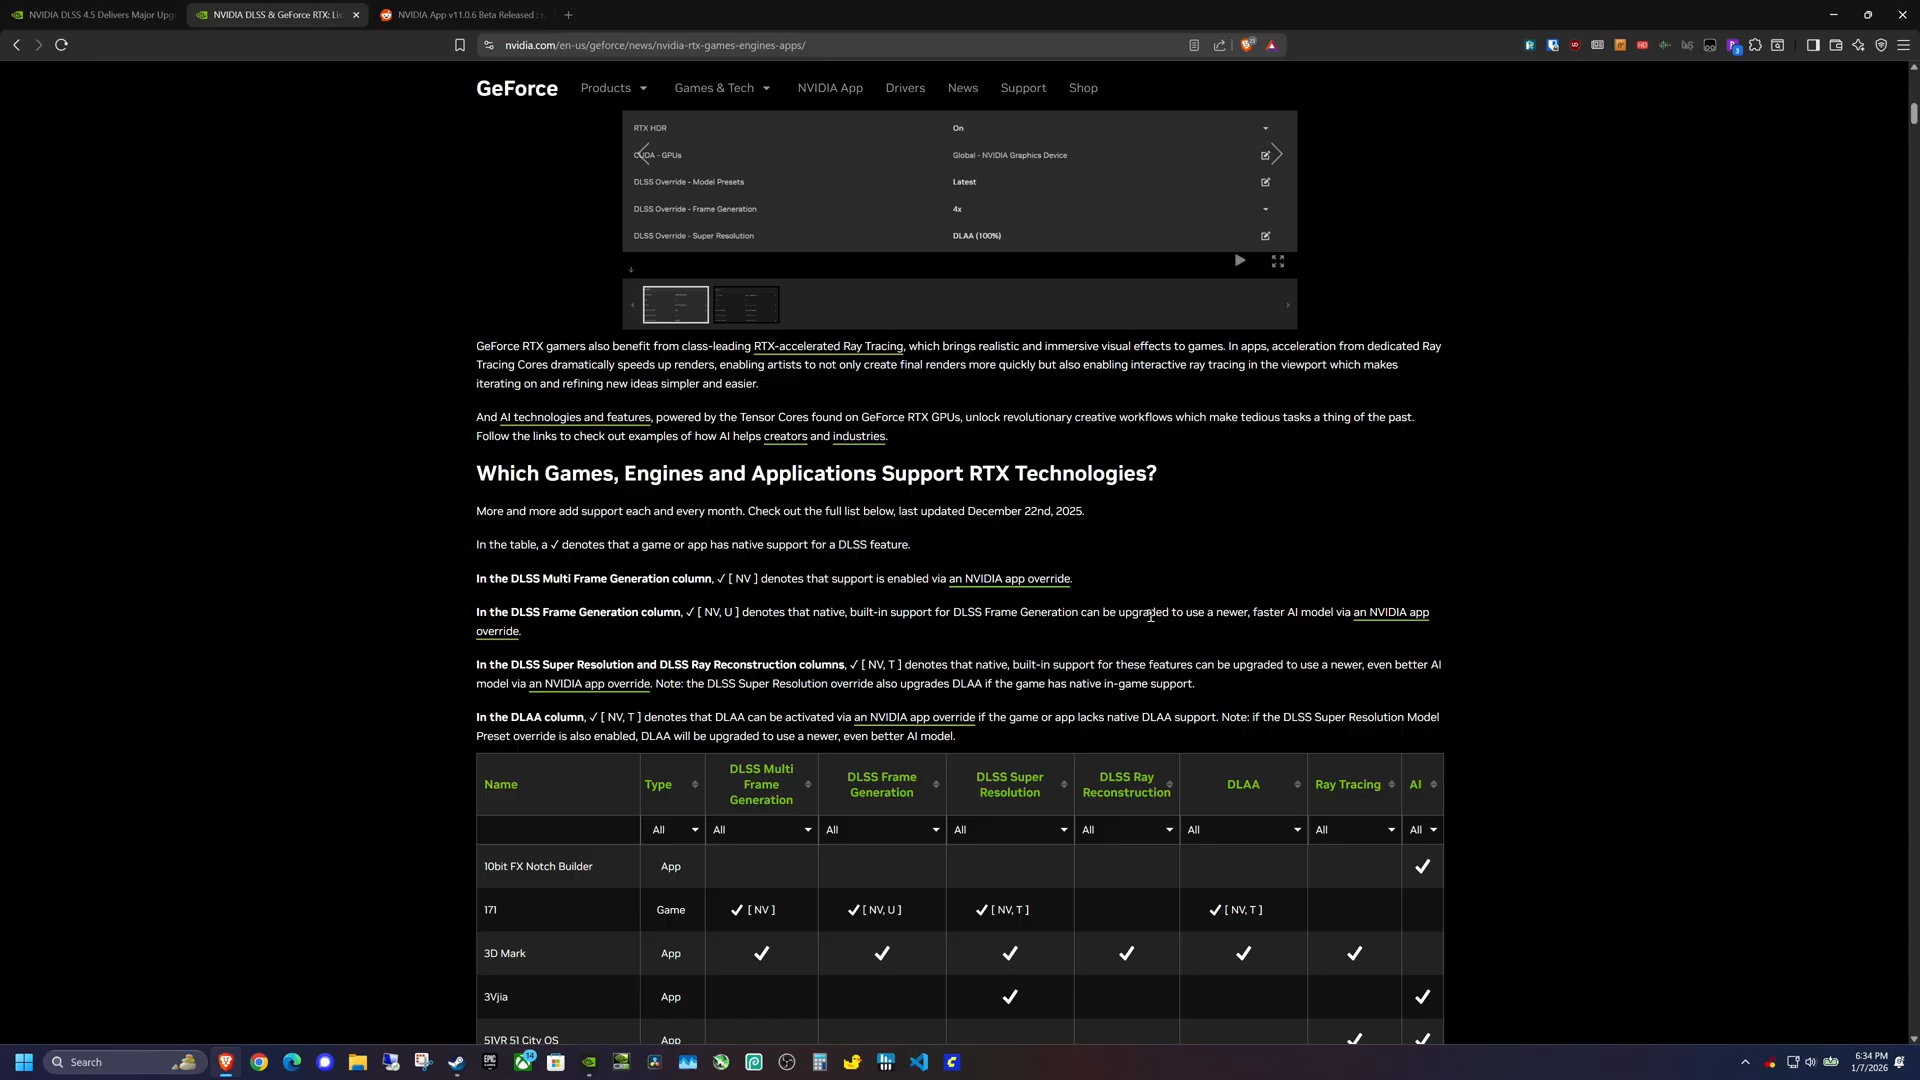 NVIDIA DLSS 4.5 Delivers Major Upg
NVIDIA DLSS & GeForce RTX: Lis
NVIDIA App v11.0.6 Beta Released : r
nvidia.com/en-us/geforce/news/nvidia-rtx-games-engines-apps/
GeForce
Products
Games & Tech
NVIDIA App
Drivers
News
Support
Shop
RTX HDR
On
CUDA - GPUs
Global - NVIDIA Graphics Device
DLSS Override - Model Presets
Latest
DLSS Override - Frame Generation
4x
DLSS Override - Super Resolution
DLAA (100%)
GeForce RTX gamers also benefit from class-leading RTX-accelerated Ray Tracing, which brings realistic and immersive visual effects to games. In apps, acceleration from dedicated Ray
Tracing Cores dramatically speeds up renders, enabling artists to not only create final renders more quickly but also enabling interactive ray tracing in the viewport which makes
iterating on and refining new ideas simpler and easier.
And AI technologies and features, powered by the Tensor Cores found on GeForce RTX GPUs, unlock revolutionary creative workflows which make tedious tasks a thing of the past.
Follow the links to check out examples of how AI helps creators and industries.
Which Games, Engines and Applications Support RTX Technologies?
More and more add support each and every month. Check out the full list below, last updated December 22nd, 2025.
In the table, a ✓ denotes that a game or app has native support for a DLSS feature.
In the DLSS Multi Frame Generation column, ✓ [ NV ] denotes that support is enabled via an NVIDIA app override.
In the DLSS Frame Generation column, ✓ [ NV, U ] denotes that native, built-in support for DLSS Frame Generation can be upgraded to use a newer, faster AI model via an NVIDIA app
override.
In the DLSS Super Resolution and DLSS Ray Reconstruction columns, ✓ [ NV, T ] denotes that native, built-in support for these features can be upgraded to use a newer, even better AI
model via an NVIDIA app override. Note: the DLSS Super Resolution override also upgrades DLAA if the game has native in-game support.
In the DLAA column, ✓ [ NV, T ] denotes that DLAA can be activated via an NVIDIA app override if the game or app lacks native DLAA support. Note: if the DLSS Super Resolution Model
Preset override is also enabled, DLAA will be upgraded to use a newer, even better AI model.
Name Type DLSS Multi Frame Generation DLSS Frame Generation DLSS Super Resolution DLSS Ray Reconstruction DLAA Ray Tracing AI
All All All All All All All All
10bit FX Notch Builder App ✓
171 Game ✓ [ NV ] ✓ [ NV, U ] ✓ [ NV, T ] ✓ [ NV, T ]
3D Mark App ✓ ✓ ✓ ✓ ✓ ✓
3Vjia App ✓ ✓
51VR 51 City OS App ✓ ✓
Search
14
6:34 PM
1/7/2026